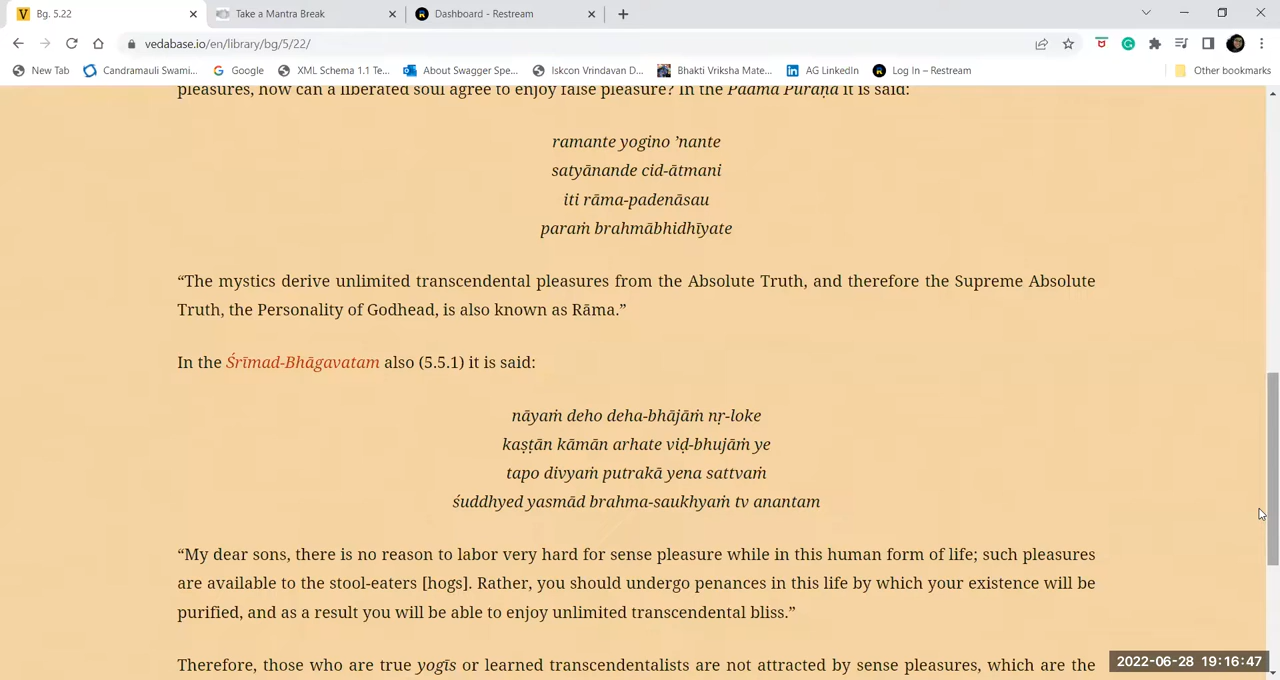 Bg. 5.22
Take a Mantra Break
Dashboard - Restream
vedabase.io/en/library/bg/5/22/
New Tab
Candramauli Swami...
Google
XML Schema 1.1 Te...
About Swagger Spe...
Iskcon Vrindavan D...
Bhakti Vriksha Mate...
AG LinkedIn
Log In – Restream
Other bookmarks
pleasures, how can a liberated soul agree to enjoy false pleasure? In the Padma Purāṇa it is said:
ramante yogino ’nante
satyānande cid-ātmani
iti rāma-padenāsau
paraṁ brahmābhidhīyate
“The mystics derive unlimited transcendental pleasures from the Absolute Truth, and therefore the Supreme Absolute
Truth, the Personality of Godhead, is also known as Rāma.”
In the Śrīmad-Bhāgavatam also (5.5.1) it is said:
nāyaṁ deho deha-bhājāṁ nṛ-loke
kaṣṭān kāmān arhate viḍ-bhujāṁ ye
tapo divyaṁ putrakā yena sattvaṁ
śuddhyed yasmād brahma-saukhyaṁ tv anantam
“My dear sons, there is no reason to labor very hard for sense pleasure while in this human form of life; such pleasures
are available to the stool-eaters [hogs]. Rather, you should undergo penances in this life by which your existence will be
purified, and as a result you will be able to enjoy unlimited transcendental bliss.”
Therefore, those who are true yogīs or learned transcendentalists are not attracted by sense pleasures, which are the
2022-06-28 19:16:47